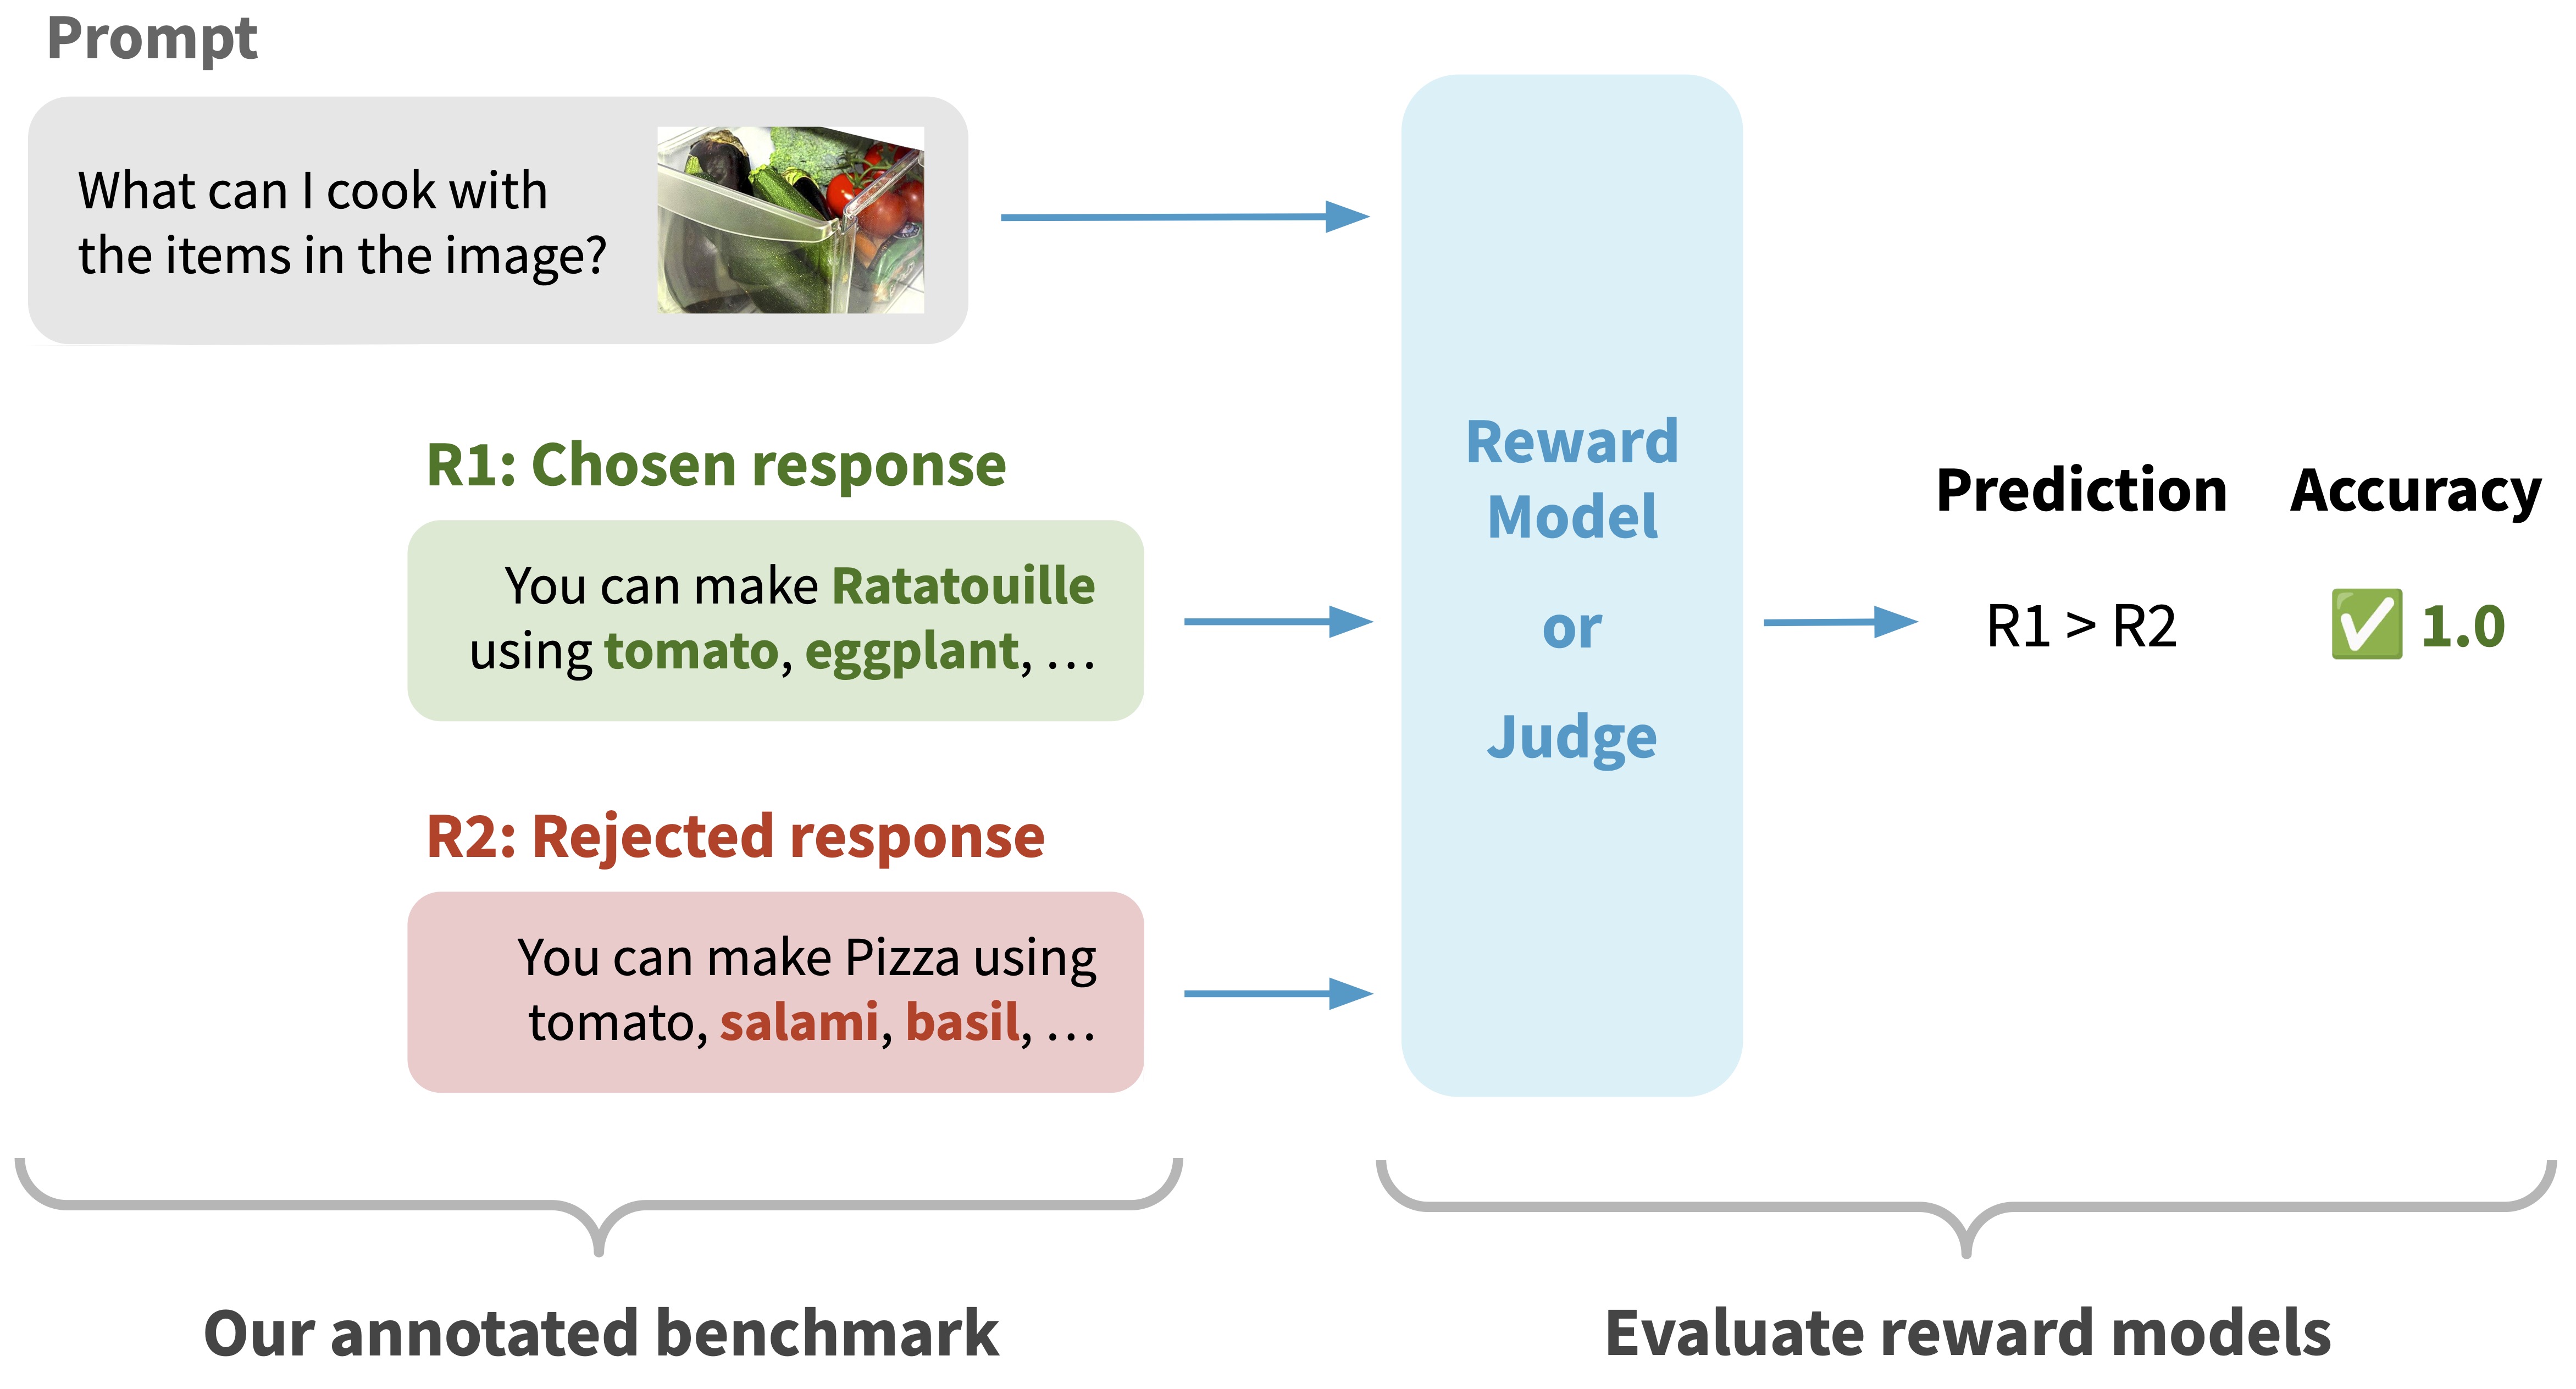 Prompt
What can I cook with
the items in the image?
R1: Chosen response
You can make Ratatouille
using tomato, eggplant, …
R2: Rejected response
You can make Pizza using
tomato, salami, basil, …
Reward
Model
or
Judge
Prediction
R1 > R2
Accuracy
✅ 1.0
Our annotated benchmark
Evaluate reward models